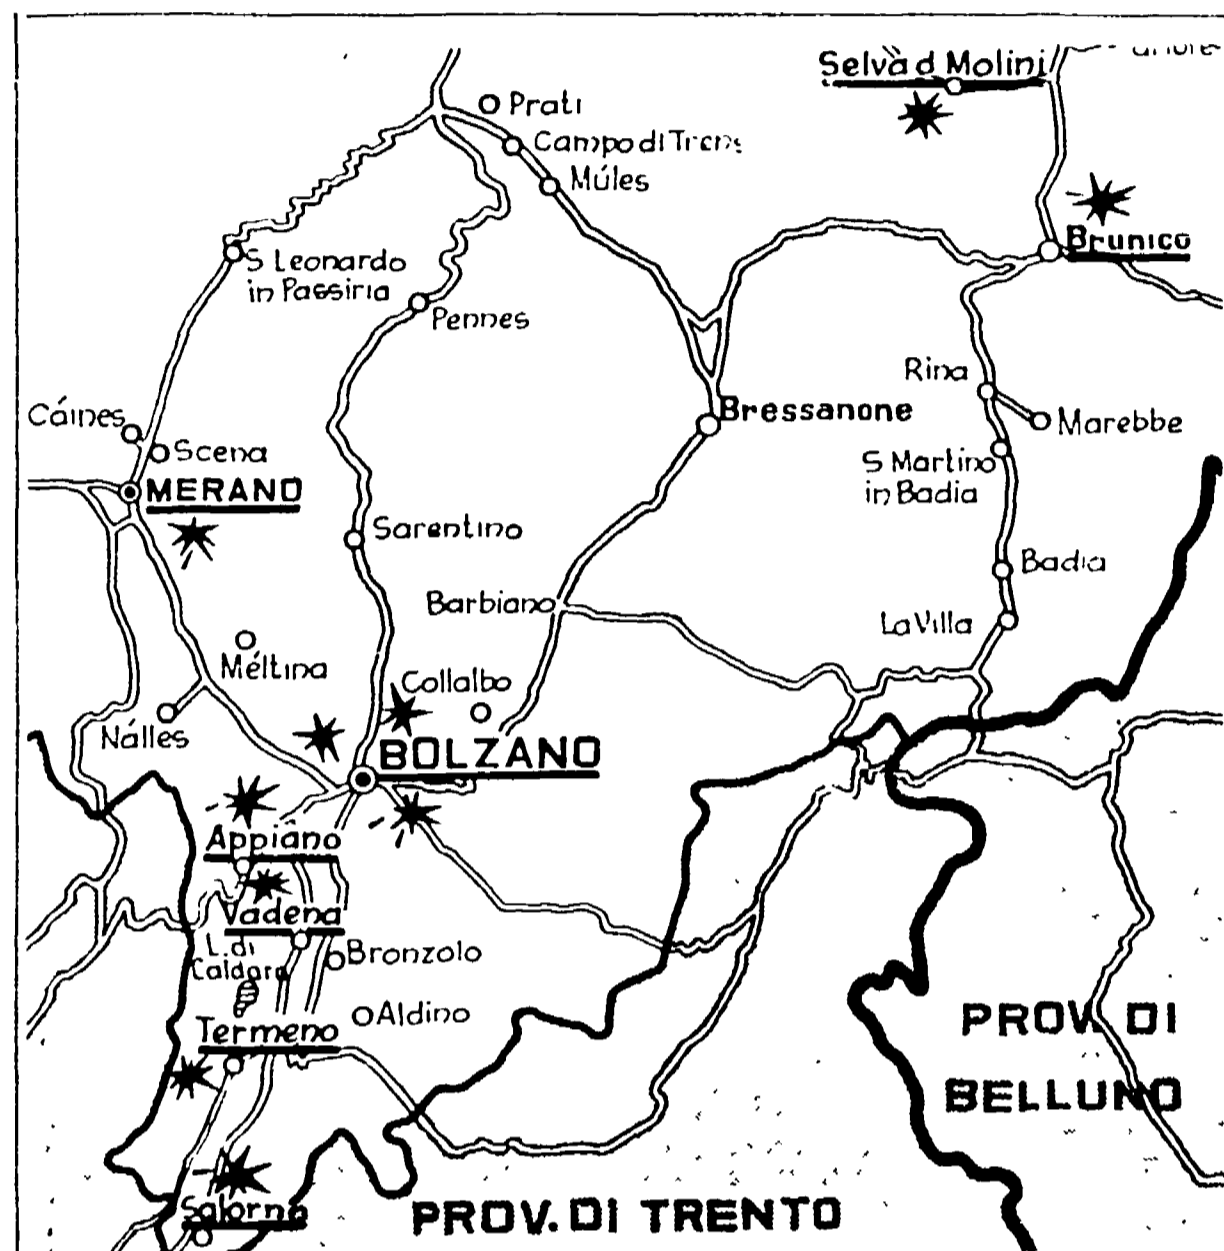 Selva d Molini
Prati
Campo di Trens
Múles
Brunico
S Leonardo
in Passiria
Pennes
Rina
Bressanone
Marebbe
Cáines
Scena
S Martino
in Badia
MERANO
Sarentino
Badia
Barbiano
La Villa
Méltina
Collalbo
Nálles
BOLZANO
Appiano
Vadena
L. di
Caldaro
Bronzolo
Aldino
Termeno
PROV. DI
BELLUNO
Salorno
PROV. DI TRENTO